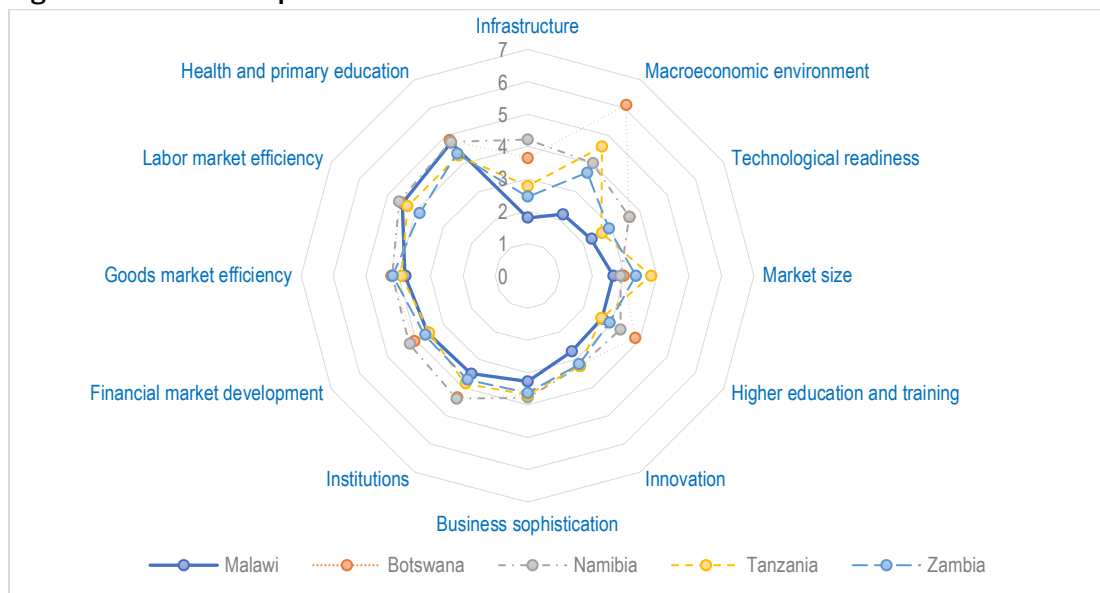 Infrastructure
7
Health and primary education
Macroeconomic environment
6
5
Labor market efficiency
4
Technological readiness
3
2
1
Goods market efficiency
0
Market size
Financial market development
Higher education and training
Institutions
Innovation
Business sophistication
Malawi
Botswana
Namibia
Tanzania
Zambia